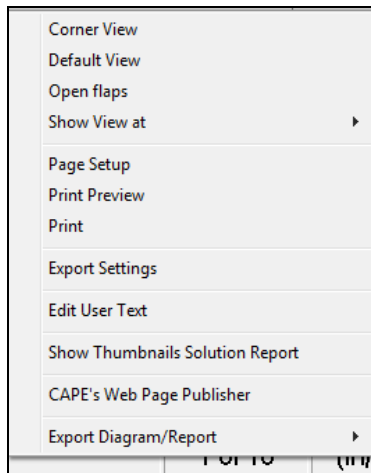 Corner View
Default View
Open flaps
Show View at
Page Setup
Print Preview
Print
Export Settings
Edit User Text
Show Thumbnails Solution Report
CAPE's Web Page Publisher
Export Diagram/Report